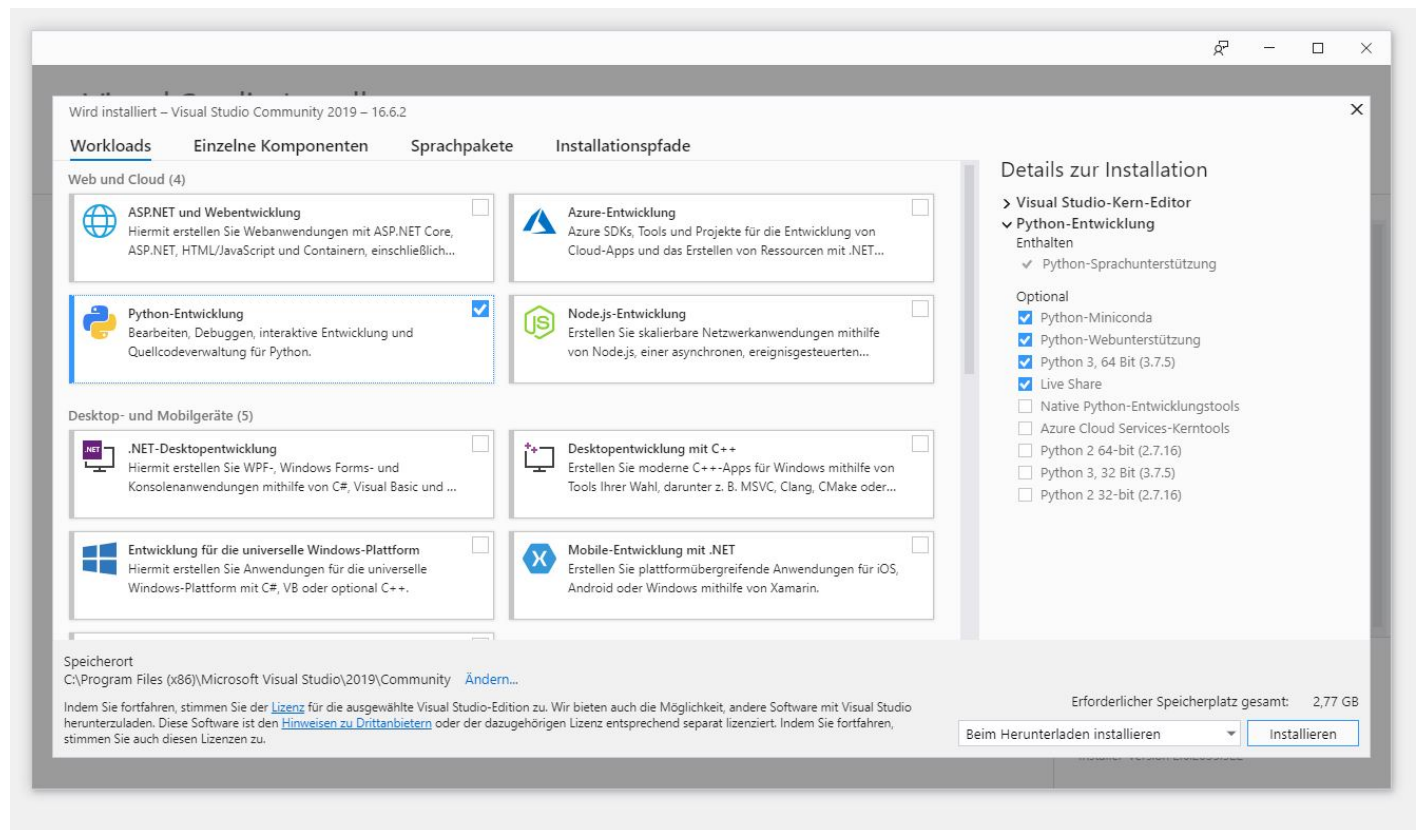 Wird installiert – Visual Studio Community 2019 – 16.6.2
Workloads Einzelne Komponenten Sprachpakete Installationspfade
Web und Cloud (4)
ASP.NET und Webentwicklung
Hiermit erstellen Sie Webanwendungen mit ASP.NET Core,
ASP.NET, HTML/JavaScript und Containern, einschließlich...
Azure-Entwicklung
Azure SDKs, Tools und Projekte für die Entwicklung von
Cloud-Apps und das Erstellen von Ressourcen mit .NET...
Python-Entwicklung
Bearbeiten, Debuggen, interaktive Entwicklung und
Quellcodeverwaltung für Python.
Node.js-Entwicklung
Erstellen Sie skalierbare Netzwerkanwendungen mithilfe
von Node.js, einer asynchronen, ereignisgesteuerten...
Desktop- und Mobilgeräte (5)
.NET
.NET-Desktopentwicklung
Hiermit erstellen Sie WPF-, Windows Forms- und
Konsolenanwendungen mithilfe von C#, Visual Basic und ...
Desktopentwicklung mit C++
Erstellen Sie moderne C++-Apps für Windows mithilfe von
Tools Ihrer Wahl, darunter z. B. MSVC, Clang, CMake oder...
Entwicklung für die universelle Windows-Plattform
Hiermit erstellen Sie Anwendungen für die universelle
Windows-Plattform mit C#, VB oder optional C++.
Mobile-Entwicklung mit .NET
Erstellen Sie plattformübergreifende Anwendungen für iOS,
Android oder Windows mithilfe von Xamarin.
Details zur Installation
Visual Studio-Kern-Editor
Python-Entwicklung
Enthalten
Python-Sprachunterstützung
Optional
Python-Miniconda
Python-Webunterstützung
Python 3, 64 Bit (3.7.5)
Live Share
Native Python-Entwicklungstools
Azure Cloud Services-Kerntools
Python 2 64-bit (2.7.16)
Python 3, 32 Bit (3.7.5)
Python 2 32-bit (2.7.16)
Speicherort
C:\Program Files (x86)\Microsoft Visual Studio\2019\Community Ändern...
Indem Sie fortfahren, stimmen Sie der Lizenz für die ausgewählte Visual Studio-Edition zu. Wir bieten auch die Möglichkeit, andere Software mit Visual Studio
herunterzuladen. Diese Software ist den Hinweisen zu Drittanbietern oder der dazugehörigen Lizenz entsprechend separat lizenziert. Indem Sie fortfahren,
stimmen Sie auch diesen Lizenzen zu.
Erforderlicher Speicherplatz gesamt: 2,77 GB
Beim Herunterladen installieren Installieren